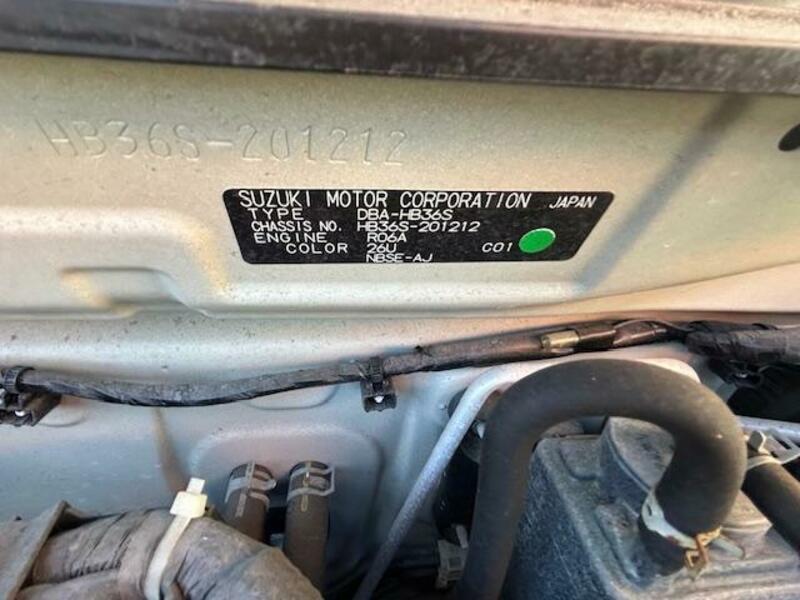 HB36S-201212
SUZUKI MOTOR CORPORATION JAPAN
TYPE DBA-HB36S
CHASSIS NO. HB36S-201212
ENGINE R06A
COLOR 26U C01
NBSE-AJ